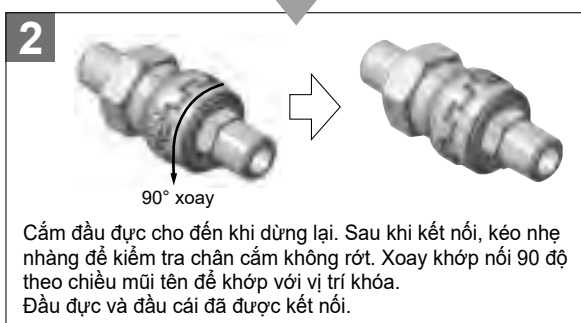 2
90° xoay
Cắm đầu đực cho đến khi dừng lại. Sau khi kết nối, kéo nhẹ
nhàng để kiểm tra chân cắm không rớt. Xoay khớp nối 90 độ
theo chiều mũi tên để khớp với vị trí khóa.
Đầu đực và đầu cái đã được kết nối.